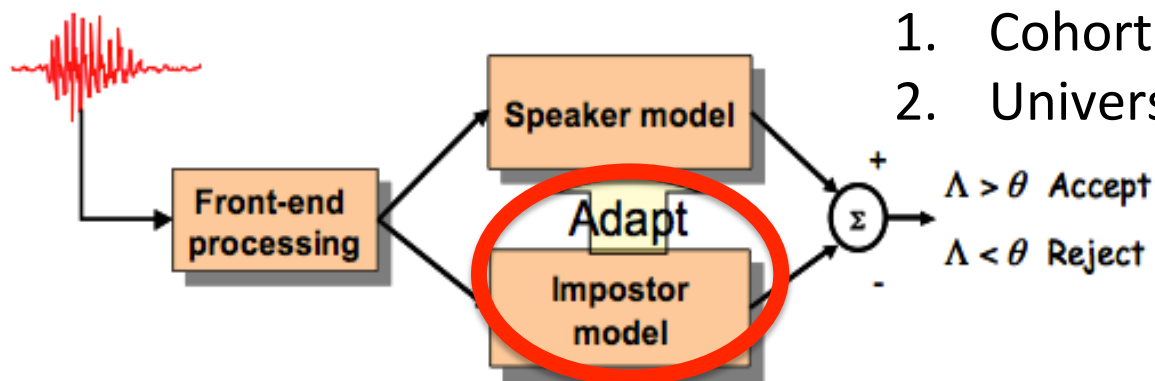 1. Cohort
2. Univers
Speaker model
Front-end
processing
Adapt
Impostor
model
+
Σ
-
Λ > θ Accept
Λ < θ Reject